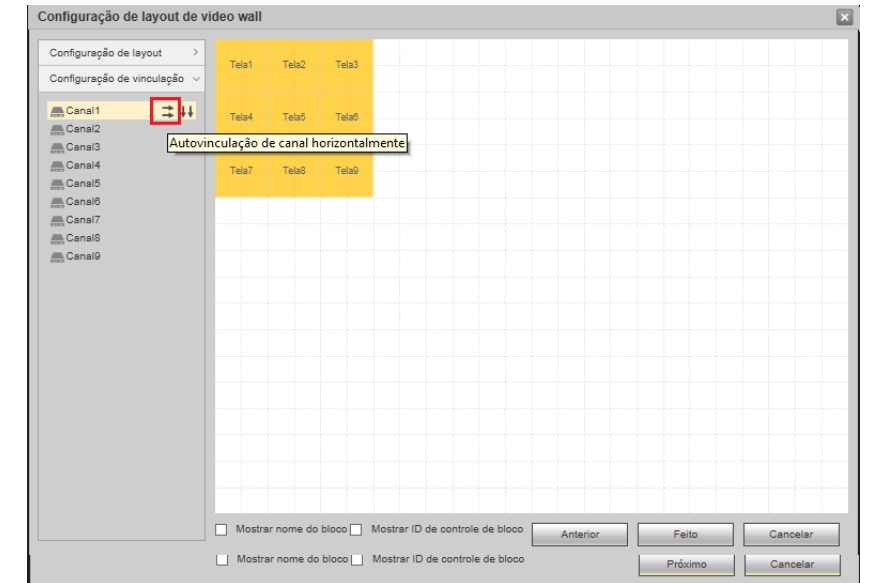 Configuração de layout de video wall
Configuração de layout
Configuração de vinculação
Canal1
Canal2
Canal3
Canal4
Canal5
Canal6
Canal7
Canal8
Canal9
Autovinculação de canal horizontalmente
Tela1 Tela2 Tela3
Tela4 Tela5 Tela6
Tela7 Tela8 Tela9
Mostrar nome do bloco Mostrar ID de controle de bloco Anterior Feito Cancelar
Mostrar nome do bloco Mostrar ID de controle de bloco Próximo Cancelar